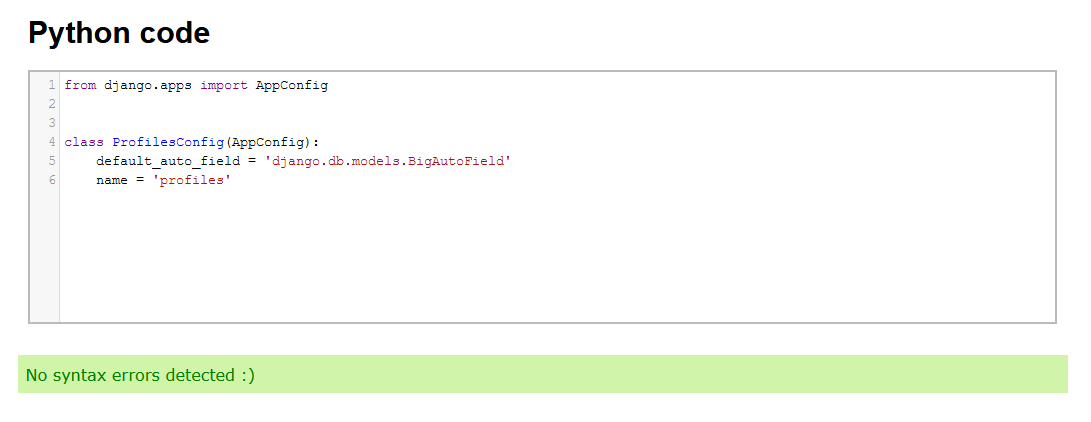 Python code
1 from django.apps import AppConfig
2
3
4 class ProfilesConfig(AppConfig):
5     default_auto_field = 'django.db.models.BigAutoField'
6     name = 'profiles'
No syntax errors detected :)